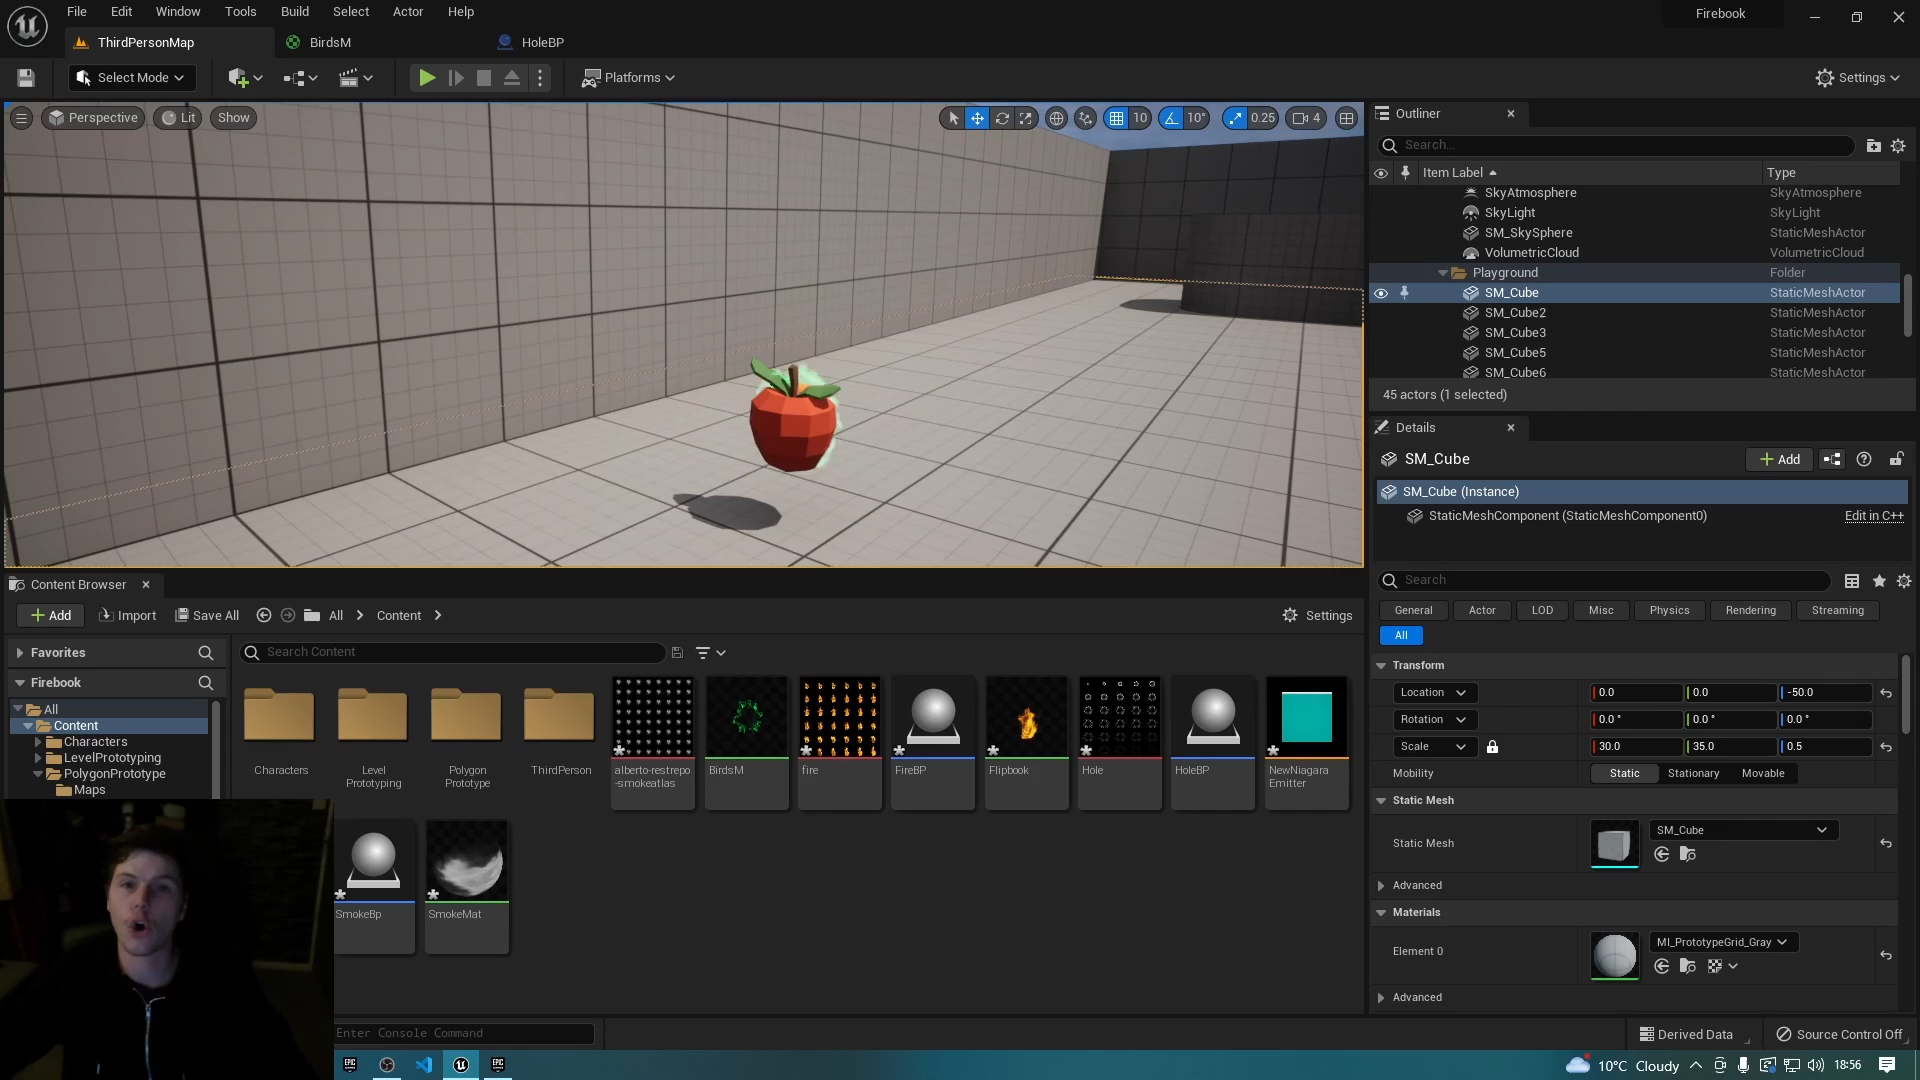 File Edit Window Tools Build Select Actor Help
Firebook
ThirdPersonMap
BirdsM
HoleBP
Select Mode
Platforms
Settings
Perspective
Lit
Show
10
10°
0.25
4
Outliner
Search...
Item Label
Type
SkyAtmosphere SkyAtmosphere
SkyLight SkyLight
SM_SkySphere StaticMeshActor
VolumetricCloud VolumetricCloud
Playground Folder
SM_Cube StaticMeshActor
SM_Cube2 StaticMeshActor
SM_Cube3 StaticMeshActor
SM_Cube5 StaticMeshActor
SM_Cube6 StaticMeshActor
45 actors (1 selected)
Details
SM_Cube
Add
SM_Cube (Instance)
StaticMeshComponent (StaticMeshComponent0)
Edit in C++
Search
General Actor LOD Misc Physics Rendering Streaming
All
Transform
Location 0.0 0.0 -50.0
Rotation 0.0° 0.0° 0.0°
Scale 30.0 35.0 0.5
Mobility Static Stationary Movable
Static Mesh
Static Mesh
SM_Cube
Advanced
Materials
Element 0
MI_PrototypeGrid_Gray
Advanced
Content Browser
Add Import Save All All Content
Settings
Favorites
Search Content
Firebook
All
Content
Characters
LevelPrototyping
PolygonPrototype
Maps
Characters
Level
Prototyping
Polygon
Prototype
ThirdPerson
alberto-restrepo
-smokeatlas
BirdsM
fire
FireBP
Flipbook
Hole
HoleBP
NewNiagara
Emitter
SmokeBp
SmokeMat
Enter Console Command
Derived Data
Source Control Off
EPIC
EPIC
10°C Cloudy
18:56